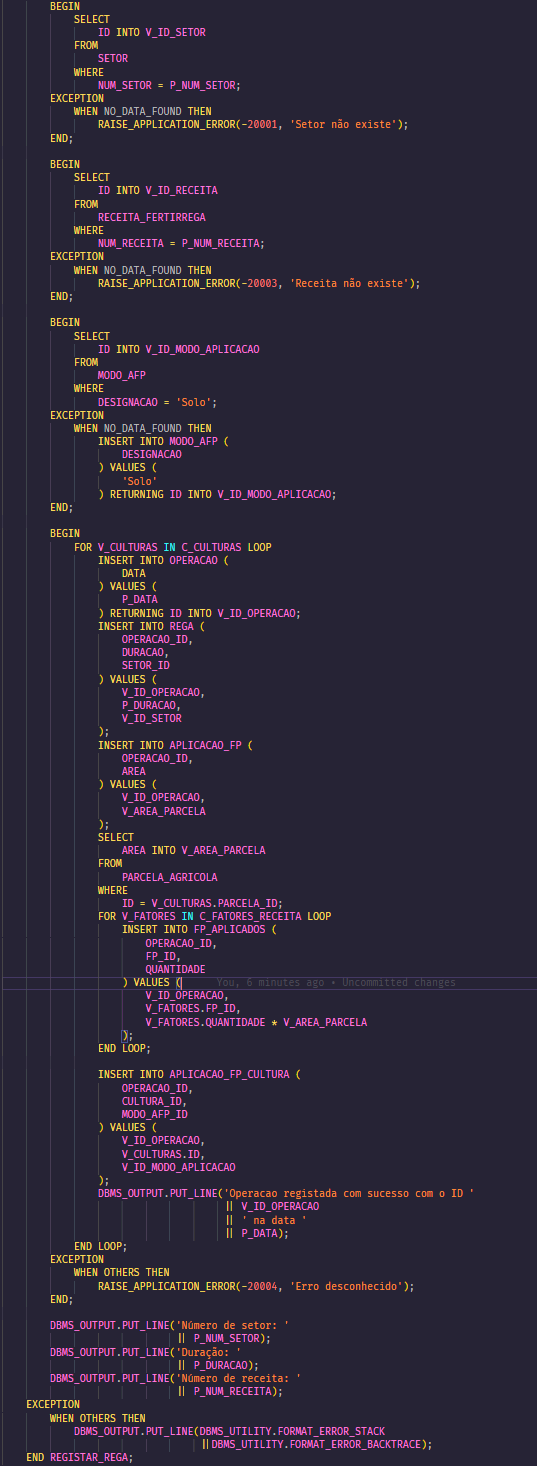 BEGIN
SELECT
ID INTO V_ID_SETOR
FROM
SETOR
WHERE
NUM_SETOR = P_NUM_SETOR;
EXCEPTION
WHEN NO_DATA_FOUND THEN
RAISE_APPLICATION_ERROR(-20001, 'Setor não existe');
END;
BEGIN
SELECT
ID INTO V_ID_RECEITA
FROM
RECEITA_FERTIRREGA
WHERE
NUM_RECEITA = P_NUM_RECEITA;
EXCEPTION
WHEN NO_DATA_FOUND THEN
RAISE_APPLICATION_ERROR(-20003, 'Receita não existe');
END;
BEGIN
SELECT
ID INTO V_ID_MODO_APLICACAO
FROM
MODO_AFP
WHERE
DESIGNACAO = 'Solo';
EXCEPTION
WHEN NO_DATA_FOUND THEN
INSERT INTO MODO_AFP (
DESIGNACAO
) VALUES (
'Solo'
) RETURNING ID INTO V_ID_MODO_APLICACAO;
END;
BEGIN
FOR V_CULTURAS IN C_CULTURAS LOOP
INSERT INTO OPERACAO (
DATA
) VALUES (
P_DATA
) RETURNING ID INTO V_ID_OPERACAO;
INSERT INTO REGA (
OPERACAO_ID,
DURACAO,
SETOR_ID
) VALUES (
V_ID_OPERACAO,
P_DURACAO,
V_ID_SETOR
);
INSERT INTO APLICACAO_FP (
OPERACAO_ID,
AREA
) VALUES (
V_ID_OPERACAO,
V_AREA_PARCELA
);
SELECT
AREA INTO V_AREA_PARCELA
FROM
PARCELA_AGRICOLA
WHERE
ID = V_CULTURAS.PARCELA_ID;
FOR V_FATORES IN C_FATORES_RECEITA LOOP
INSERT INTO FP_APLICADOS (
OPERACAO_ID,
FP_ID,
QUANTIDADE
) VALUES ( You, 6 minutes ago • Uncommitted changes
V_ID_OPERACAO,
V_FATORES.FP_ID,
V_FATORES.QUANTIDADE * V_AREA_PARCELA
);
END LOOP;
INSERT INTO APLICACAO_FP_CULTURA (
OPERACAO_ID,
CULTURA_ID,
MODO_AFP_ID
) VALUES (
V_ID_OPERACAO,
V_CULTURAS.ID,
V_ID_MODO_APLICACAO
);
DBMS_OUTPUT.PUT_LINE('Operacao registada com sucesso com o ID '
|| V_ID_OPERACAO
|| ' na data '
|| P_DATA);
END LOOP;
EXCEPTION
WHEN OTHERS THEN
RAISE_APPLICATION_ERROR(-20004, 'Erro desconhecido');
END;
DBMS_OUTPUT.PUT_LINE('Número de setor: '
|| P_NUM_SETOR);
DBMS_OUTPUT.PUT_LINE('Duração: '
|| P_DURACAO);
DBMS_OUTPUT.PUT_LINE('Número de receita: '
|| P_NUM_RECEITA);
EXCEPTION
WHEN OTHERS THEN
DBMS_OUTPUT.PUT_LINE(DBMS_UTILITY.FORMAT_ERROR_STACK
||DBMS_UTILITY.FORMAT_ERROR_BACKTRACE);
END REGISTAR_REGA;